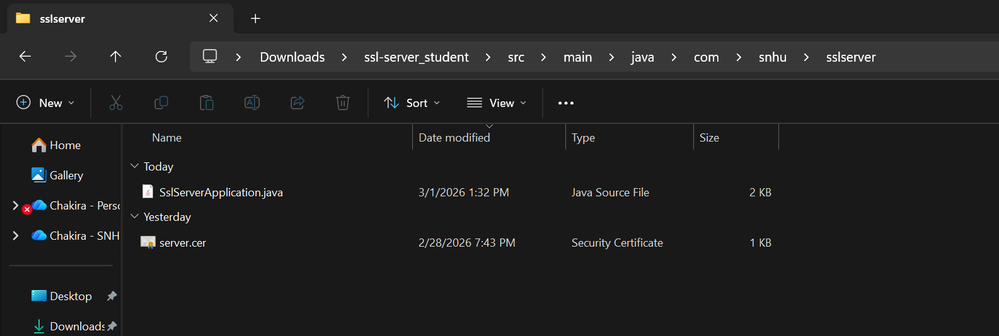 sslserver
Downloads ssl-server_student src main java com snhu sslserver
New Sort View
Name Date modified Type Size
Home
Gallery
Chakira - Perso
Chakira - SNH
Desktop
Downloads
Today
SslServerApplication.java 3/1/2026 1:32 PM Java Source File 2 KB
Yesterday
server.cer 2/28/2026 7:43 PM Security Certificate 1 KB